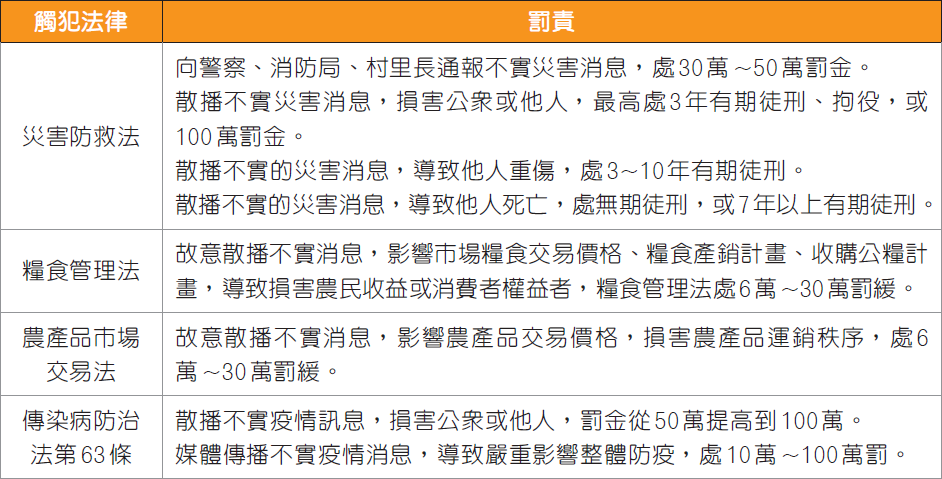 觸犯法律
罰責
災害防救法
向警察、消防局、村里長通報不實災害消息，處30萬～50萬罰金。
散播不實災害消息，損害公眾或他人，最高處3年有期徒刑、拘役，或
100萬罰金。
散播不實的災害消息，導致他人重傷，處3~10年有期徒刑。
散播不實的災害消息，導致他人死亡，處無期徒刑，或7年以上有期徒刑。
糧食管理法
故意散播不實消息，影響市場糧食交易價格、糧食產銷計畫、收購公糧計
畫，導致損害農民收益或消費者權益者，糧食管理法處6萬～30萬罰緩。
農產品市場
交易法
故意散播不實消息，影響農產品交易價格，損害農產品運銷秩序，處6
萬～30萬罰緩。
傳染病防治
法第63條
散播不實疫情訊息，損害公眾或他人，罰金從50萬提高到100萬。
媒體傳播不實疫情消息，導致嚴重影響整體防疫，處10萬～100萬罰。